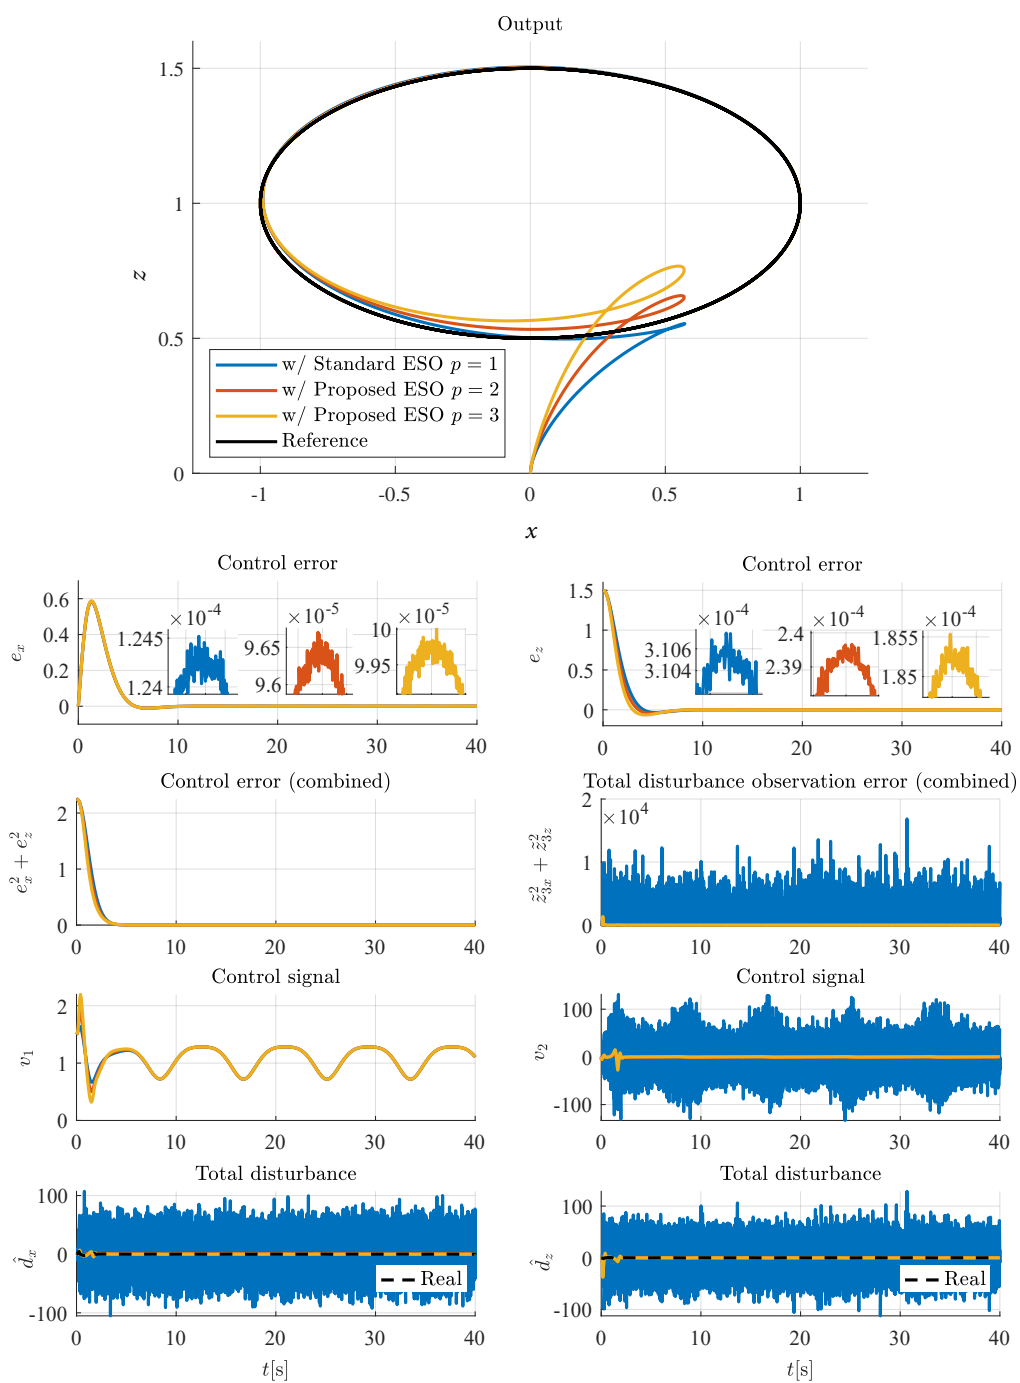 Output
1.5
1
0.5
0
z
w/ Standard ESO p = 1
w/ Proposed ESO p = 2
w/ Proposed ESO p = 3
Reference
-1 -0.5 0 0.5 1
x
Control error
0.6
0.4
0.2
0
e_x
×10^-4
1.245
1.24
×10^-5
9.65
9.6
×10^-5
10
9.95
0 10 20 30 40
Control error
1.5
1
0.5
0
e_z
×10^-4
3.106
3.104
×10^-4
2.4
2.39
×10^-4
1.855
1.85
0 10 20 30 40
Control error (combined)
2
1
0
e_x^2 + e_z^2
0 10 20 30 40
Total disturbance observation error (combined)
2
×10^4
1
0
z̃_{3x}^2 + z̃_{3z}^2
0 10 20 30 40
Control signal
2
1
0
v_1
0 10 20 30 40
Control signal
100
0
-100
v_2
0 10 20 30 40
Total disturbance
100
0
-100
d̂_x
Real
0 10 20 30 40
t[s]
Total disturbance
100
0
-100
d̂_z
Real
0 10 20 30 40
t[s]